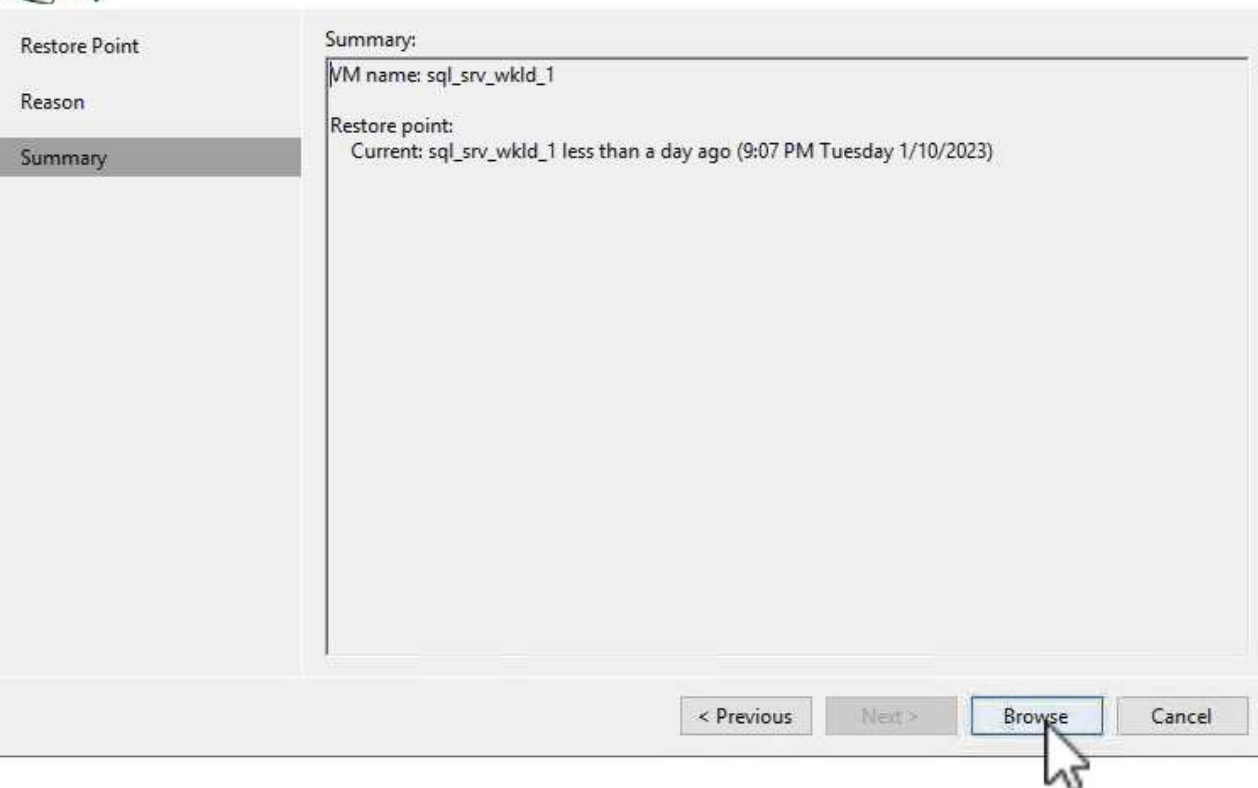 Restore Point
Reason
Summary
Summary:
VM name: sql_srv_wkld_1
Restore point:
Current: sql_srv_wkld_1 less than a day ago (9:07 PM Tuesday 1/10/2023)
< Previous
Next >
Browse
Cancel